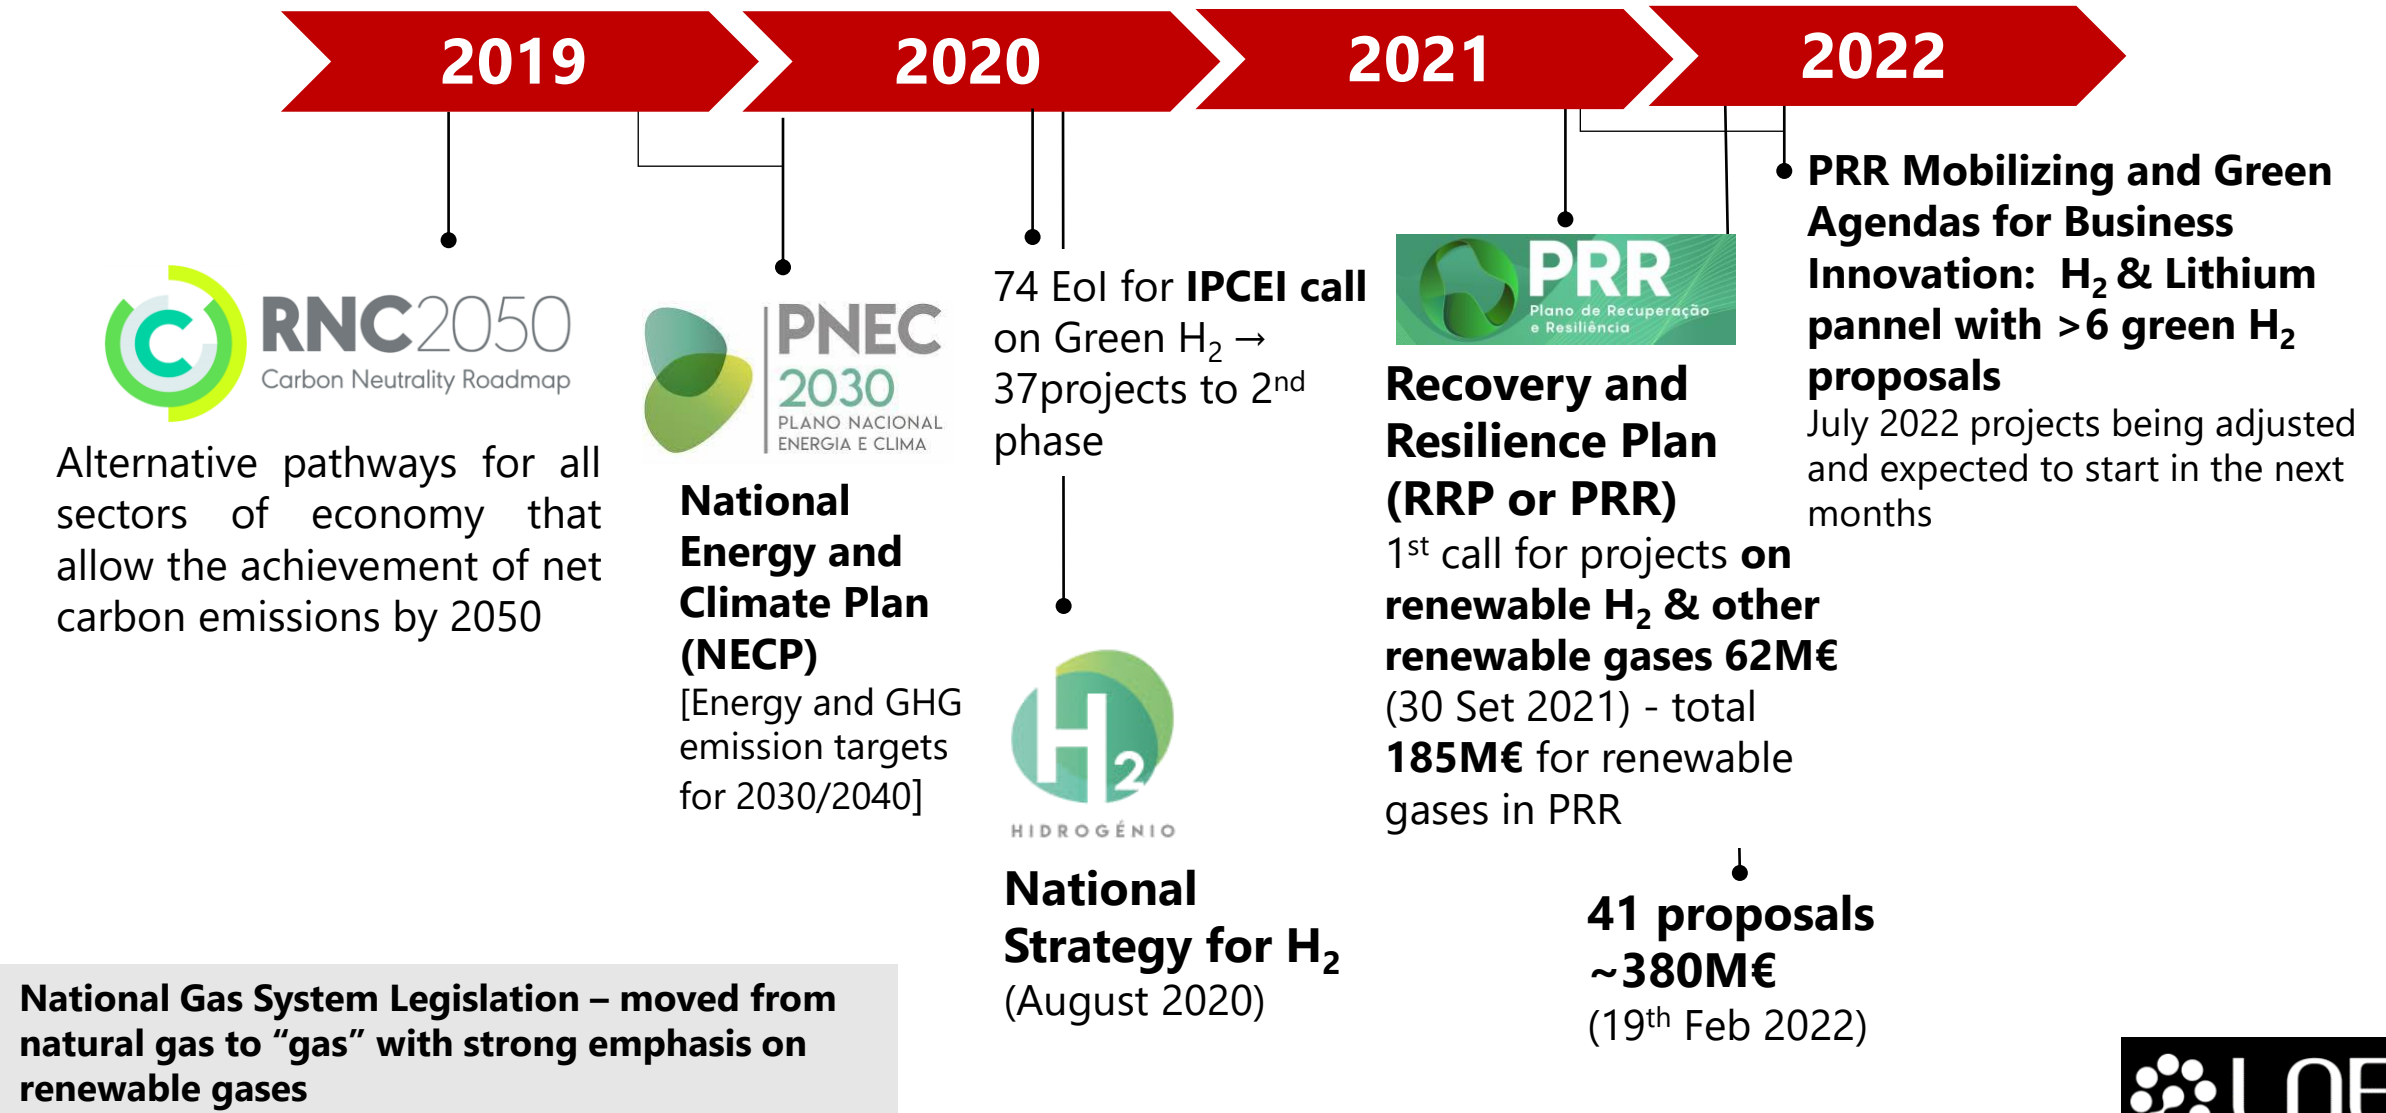 2019
2020
2021
2022
RNC2050
Carbon Neutrality Roadmap
Alternative pathways for all
sectors of economy that
allow the achievement of net
carbon emissions by 2050
PNEC
2030
PLANO NACIONAL
ENERGIA E CLIMA
National
Energy and
Climate Plan
(NECP)
[Energy and GHG
emission targets
for 2030/2040]
74 EoI for IPCEI call
on Green H₂ →
37projects to 2nd
phase
H2
HIDROGÉNIO
National
Strategy for H₂
(August 2020)
PRR
Plano de Recuperação
e Resiliência
Recovery and
Resilience Plan
(RRP or PRR)
1st call for projects on
renewable H₂ & other
renewable gases 62M€
(30 Set 2021) - total
185M€ for renewable
gases in PRR
41 proposals
~380M€
(19th Feb 2022)
PRR Mobilizing and Green
Agendas for Business
Innovation: H₂ & Lithium
pannel with >6 green H₂
proposals
July 2022 projects being adjusted
and expected to start in the next
months
National Gas System Legislation – moved from
natural gas to “gas” with strong emphasis on
renewable gases